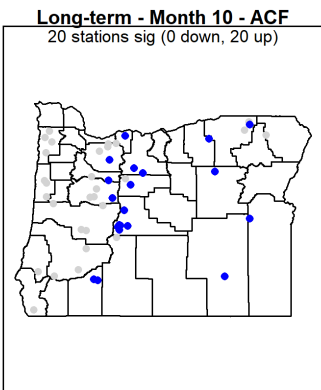 Long-term - Month 10 - ACF
20 stations sig (0 down, 20 up)